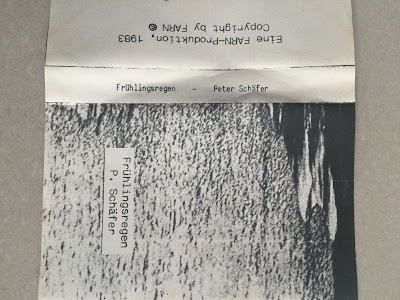 Eine FARN-Produktion, 1983
Copyright by FARN ©
Frühlingsregen - Peter Schäfer
Frühlingsregen
P. Schäfer